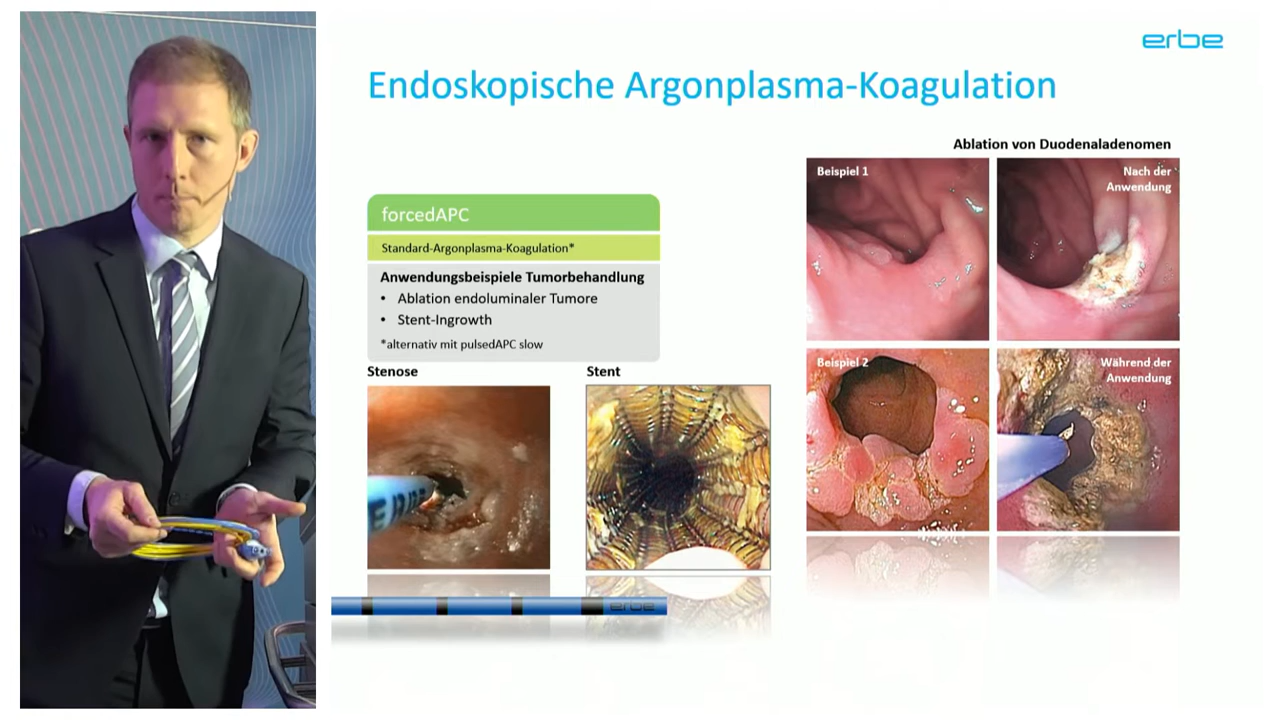 erbe
Endoskopische Argonplasma-Koagulation
forcedAPC
Standard-Argonplasma-Koagulation*
Anwendungsbeispiele Tumorbehandlung
• Ablation endoluminaler Tumore
• Stent-Ingrowth
*alternativ mit pulsedAPC slow
Stenose
ERBE
Stent
erbe
Ablation von Duodenaladenomen
Beispiel 1
Nach der
Anwendung
Beispiel 2
Während der
Anwendung